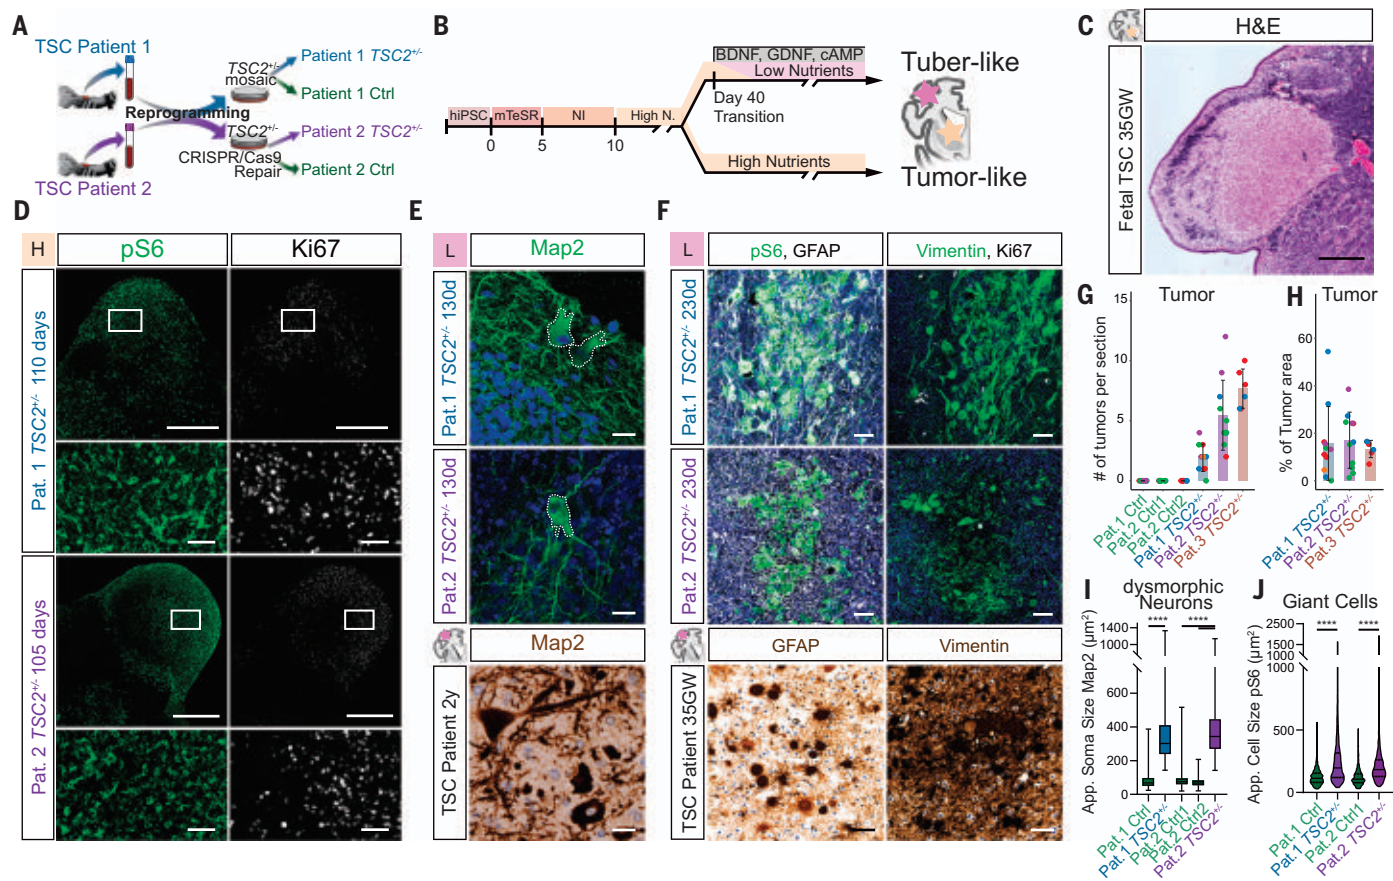 A
TSC Patient 1
TSC2+/-
mosaic
Patient 1 TSC2+/-
Patient 1 Ctrl
Reprogramming
TSC2+/-
CRISPR/Cas9
Repair
Patient 2 TSC2+/-
Patient 2 Ctrl
TSC Patient 2
B
hiPSC
mTeSR
NI
High N.
0
5
10
BDNF, GDNF, cAMP
Low Nutrients
Day 40
Transition
High Nutrients
Tuber-like
Tumor-like
C
H&E
Fetal TSC 35GW
D
H
pS6
Ki67
Pat. 1 TSC2+/- 110 days
Pat. 2 TSC2+/- 105 days
E
L
Map2
Pat.1 TSC2+/- 130d
Pat.2 TSC2+/- 130d
Map2
TSC Patient 2y
F
L
pS6, GFAP
Vimentin, Ki67
Pat.1 TSC2+/- 230d
Pat.2 TSC2+/- 230d
GFAP
Vimentin
TSC Patient 35GW
G
Tumor
# of tumors per section
15
10
5
0
Pat.1 Ctrl
Pat.2 Ctrl1
Pat.2 Ctrl2
Pat.1 TSC2+/-
Pat.2 TSC2+/-
Pat.3 TSC2+/-
H
Tumor
% of Tumor area
60
40
20
0
Pat.1 TSC2+/-
Pat.2 TSC2+/-
Pat.3 TSC2+/-
I
dysmorphic
Neurons
App. Soma Size Map2 (μm²)
1400
1000
600
400
200
0
****
****
Pat.1 Ctrl
Pat.1 TSC2+/-
Pat.2 Ctrl1
Pat.2 Ctrl2
Pat.2 TSC2+/-
J
Giant Cells
App. Cell Size pS6 (μm²)
2500
1500
1000
1000
500
0
****
****
Pat.1 Ctrl
Pat.1 TSC2+/-
Pat.2 Ctrl1
Pat.2 TSC2+/-